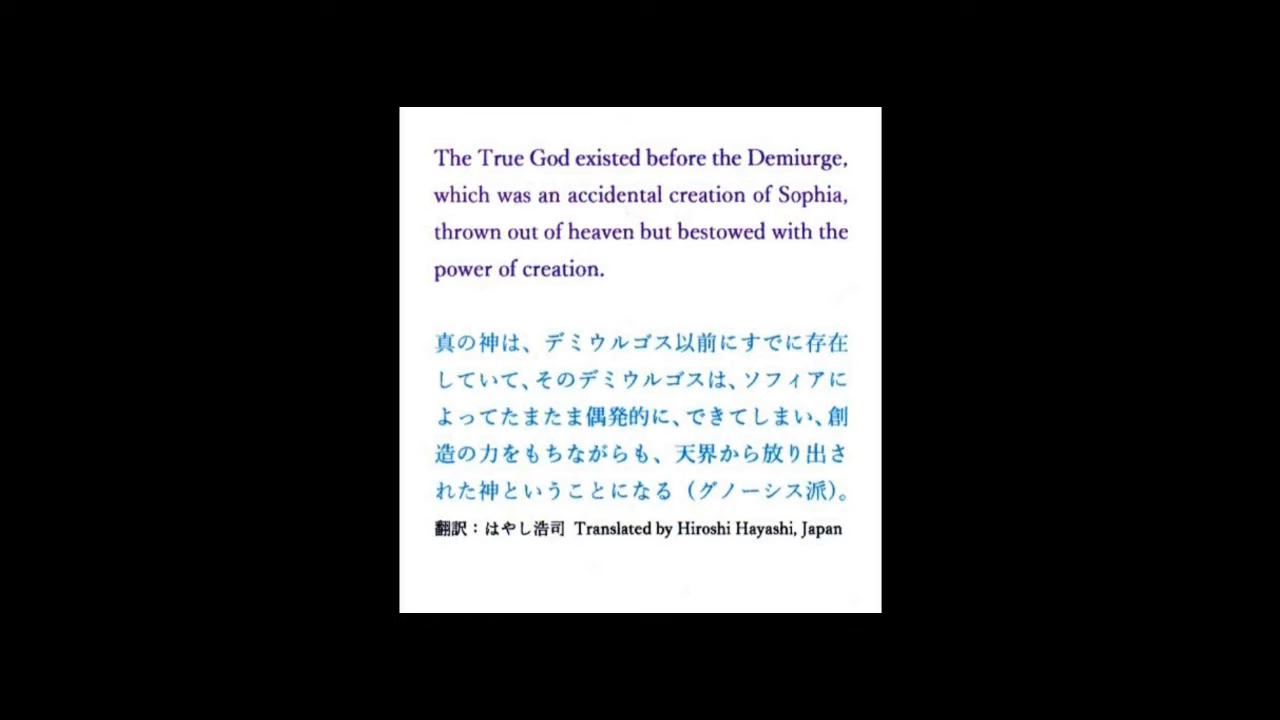 The True God existed before the Demiurge,
which was an accidental creation of Sophia,
thrown out of heaven but bestowed with the
power of creation.
真の神は、デミウルゴス以前にすでに存在
していて、そのデミウルゴスは、ソフィアに
よってたまたま偶発的に、できてしまい、創
造の力をもちながらも、天界から放り出さ
れた神ということになる（グノーシス派）。
翻訳：はやし浩司 Translated by Hiroshi Hayashi, Japan